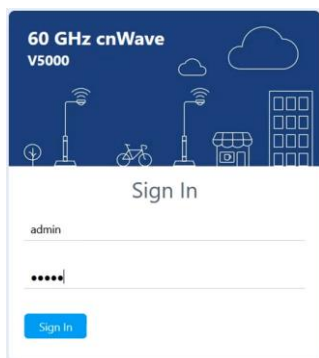 60 GHz cnWave
V5000
Sign In
admin
•••••
Sign In